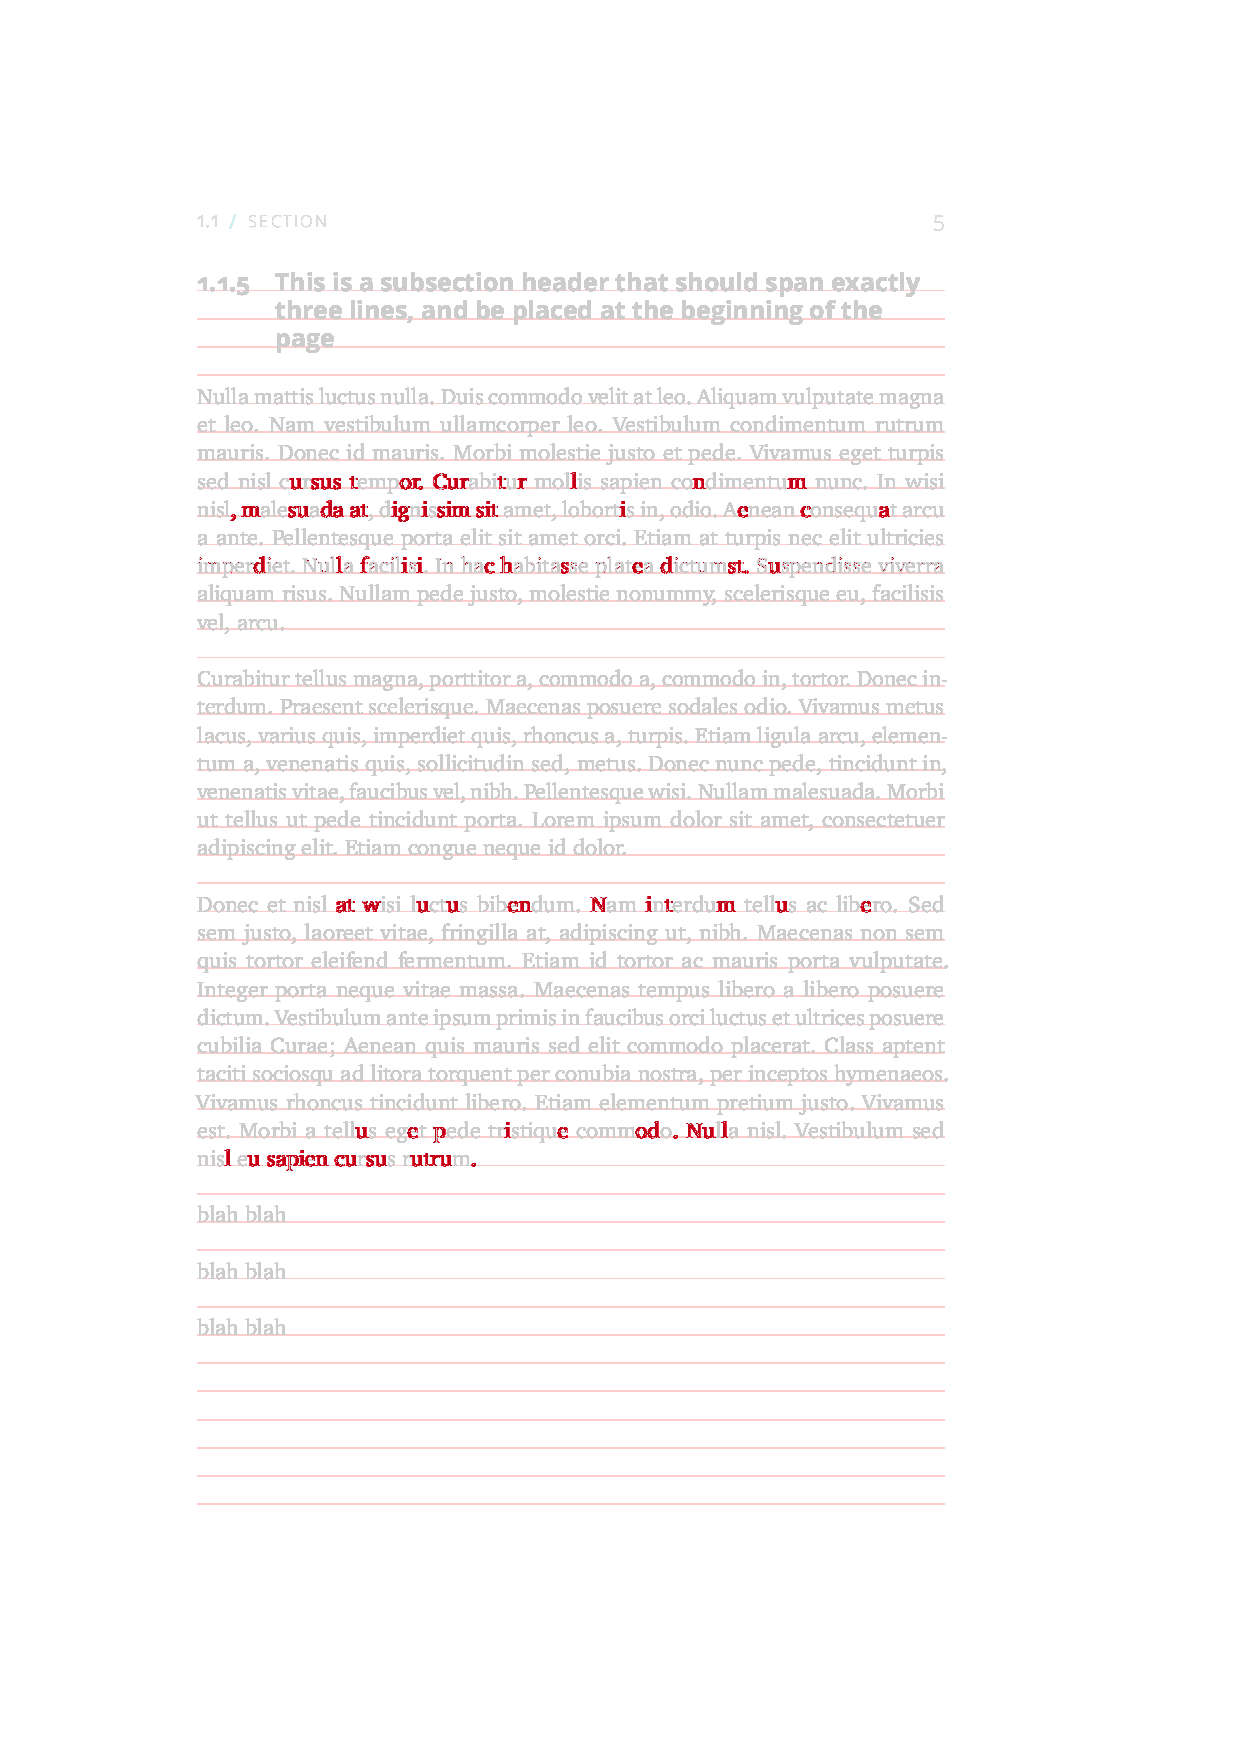 1.1 / SECTION 5
1.1.5 This is a subsection header that should span exactly
three lines, and be placed at the beginning of the
page
Nulla mattis luctus nulla. Duis commodo velit at leo. Aliquam vulputate magna
et leo. Nam vestibulum ullamcorper leo. Vestibulum condimentum rutrum
mauris. Donec id mauris. Morbi molestie justo et pede. Vivamus eget turpis
sed nisl cursus tempor. Curabitur mollis sapien condimentum nunc. In wisi
nisl, malesuada at, dignissim sit amet, lobortis in, odio. Aenean consequat arcu
a ante. Pellentesque porta elit sit amet orci. Etiam at turpis nec elit ultricies
imperdiet. Nulla facilisi. In hac habitasse platea dictumst. Suspendisse viverra
aliquam risus. Nullam pede justo, molestie nonummy, scelerisque eu, facilisis
vel, arcu.
Curabitur tellus magna, porttitor a, commodo a, commodo in, tortor. Donec in-
terdum. Praesent scelerisque. Maecenas posuere sodales odio. Vivamus metus
lacus, varius quis, imperdiet quis, rhoncus a, turpis. Etiam ligula arcu, elemen-
tum a, venenatis quis, sollicitudin sed, metus. Donec nunc pede, tincidunt in,
venenatis vitae, faucibus vel, nibh. Pellentesque wisi. Nullam malesuada. Morbi
ut tellus ut pede tincidunt porta. Lorem ipsum dolor sit amet, consectetuer
adipiscing elit. Etiam congue neque id dolor.
Donec et nisl at wisi luctus bibendum. Nam interdum tellus ac libero. Sed
sem justo, laoreet vitae, fringilla at, adipiscing ut, nibh. Maecenas non sem
quis tortor eleifend fermentum. Etiam id tortor ac mauris porta vulputate.
Integer porta neque vitae massa. Maecenas tempus libero a libero posuere
dictum. Vestibulum ante ipsum primis in faucibus orci luctus et ultrices posuere
cubilia Curae; Aenean quis mauris sed elit commodo placerat. Class aptent
taciti sociosqu ad litora torquent per conubia nostra, per inceptos hymenaeos.
Vivamus rhoncus tincidunt libero. Etiam elementum pretium justo. Vivamus
est. Morbi a tellus eget pede tristique commodo. Nulla nisl. Vestibulum sed
nisl eu sapien cursus rutrum.
blah blah
blah blah
blah blah